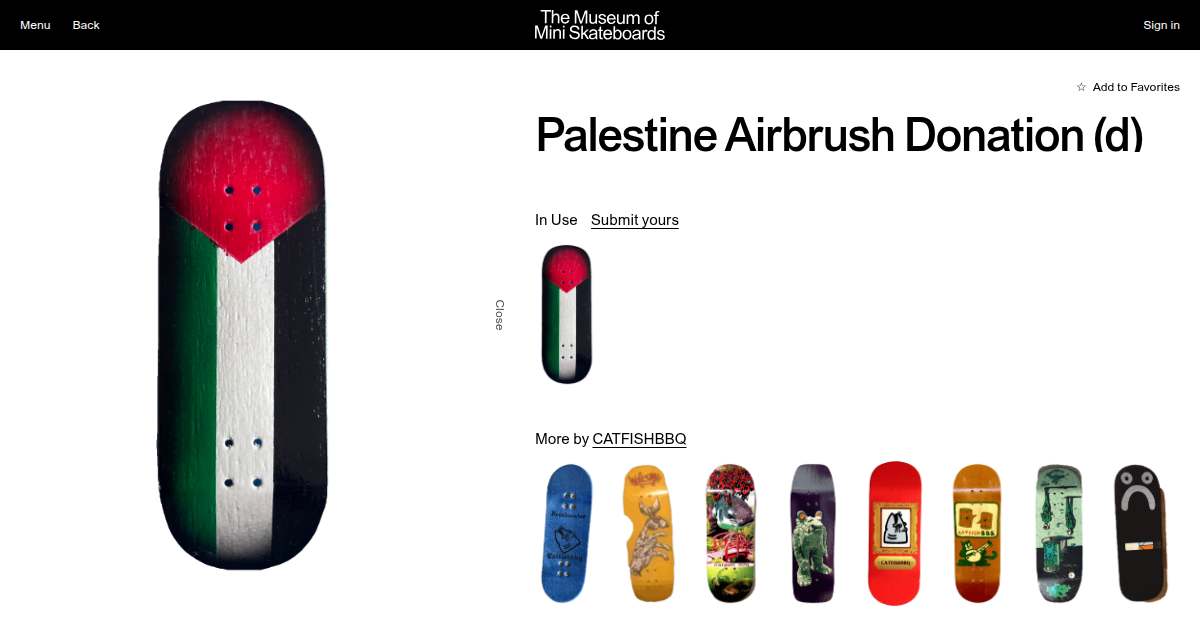 Menu
Back
The Museum of
Mini Skateboards
Sign in
☆ Add to Favorites
Palestine Airbrush Donation (d)
In Use
Submit yours
Close
More by CATFISHBBQ
CATFISHBBQ